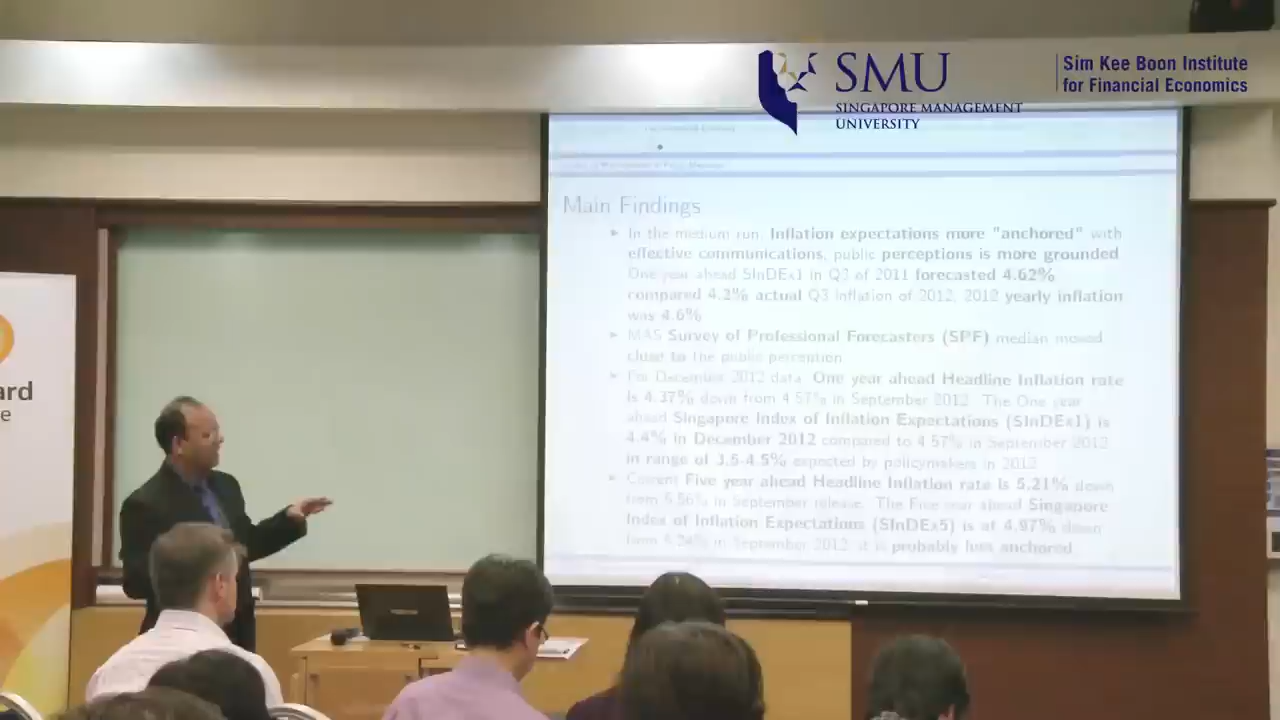 SMU
SINGAPORE MANAGEMENT
UNIVERSITY
Sim Kee Boon Institute
for Financial Economics
Main Findings
In the medium run, Inflation expectations more "anchored" with
effective communications, public perceptions is more grounded
One year ahead SInDEx1 in Q3 of 2011 forecasted 4.62%
compared 4.2% actual Q3 Inflation of 2012, 2012 yearly inflation
was 4.6%
MAS Survey of Professional Forecasters (SPF) median moved
close to the public perception
For December 2012 data, One year ahead Headline Inflation rate
is 4.37% down from 4.57% in September 2012. The One year
ahead Singapore Index of Inflation Expectations (SInDEx1) is
4.4% in December 2012 compared to 4.57% in September 2012
in range of 3.5-4.5% expected by policymakers in 2013
Current Five year ahead Headline Inflation rate is 5.21% down
from 5.56% in September release. The Five year ahead Singapore
Index of Inflation Expectations (SInDEx5) is at 4.97% down
from 5.24% in September 2012, it is probably less anchored
ard
e